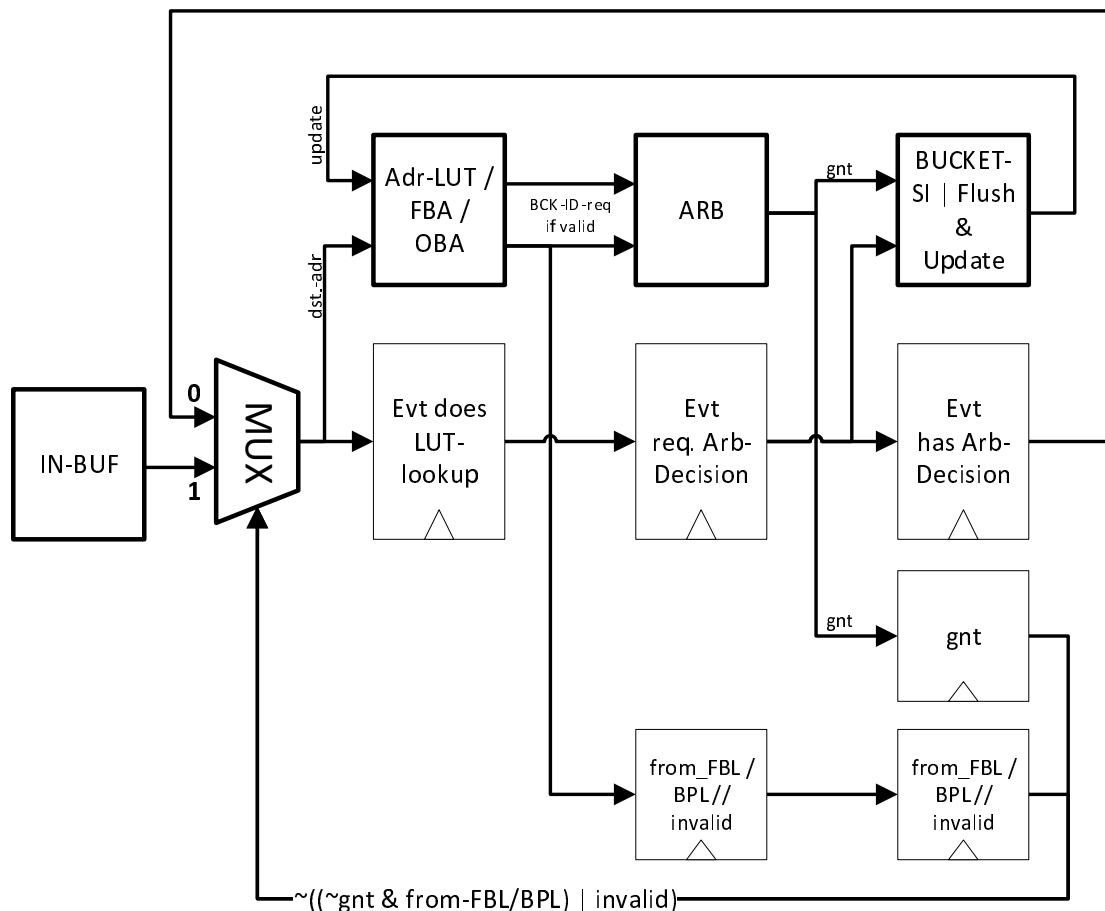 update
Adr-LUT /
FBA /
OBA
BCK-ID-req
if valid
ARB
gnt
BUCKET-
SI | Flush
&
Update
dst.-adr
IN-BUF
0
1
MUX
Evt does
LUT-
lookup
Evt
req. Arb-
Decision
Evt
has Arb-
Decision
gnt
gnt
from_FBL /
BPL//
invalid
from_FBL /
BPL//
invalid
~((~gnt & from-FBL/BPL) | invalid)